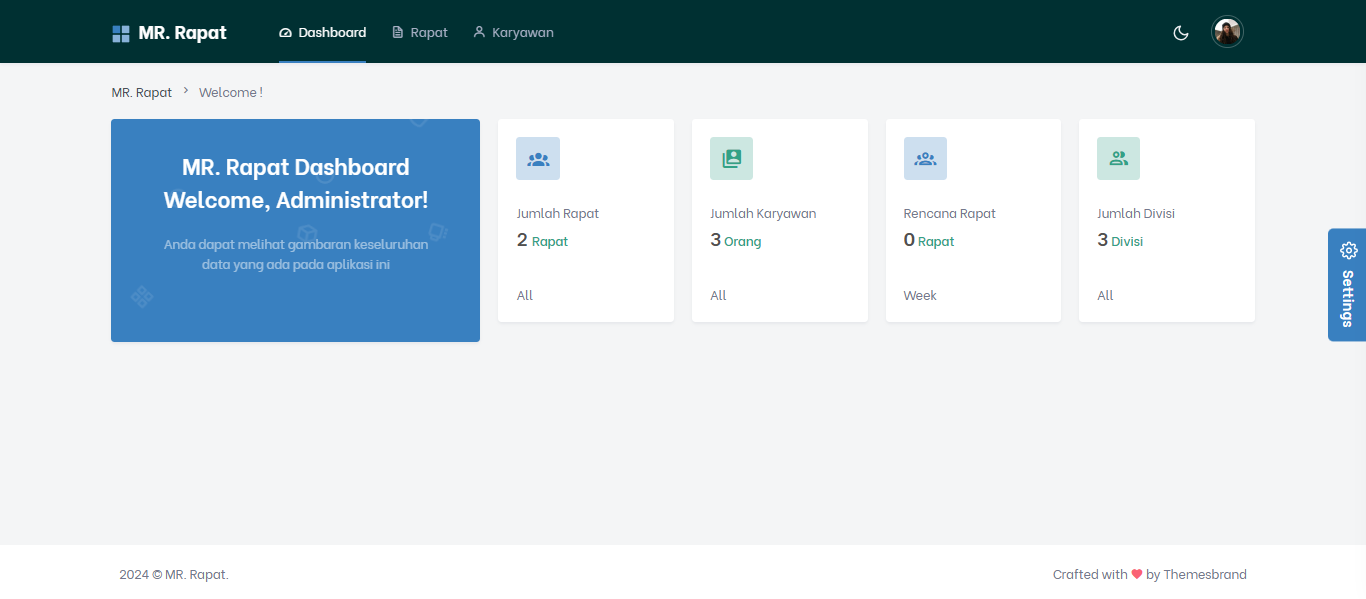 MR. Rapat
Dashboard
Rapat
Karyawan
MR. Rapat
Welcome !
MR. Rapat Dashboard
Welcome, Administrator!
Anda dapat melihat gambaran keseluruhan
data yang ada pada aplikasi ini
Jumlah Rapat
2 Rapat
All
Jumlah Karyawan
3 Orang
All
Rencana Rapat
0 Rapat
Week
Jumlah Divisi
3 Divisi
All
Settings
2024 © MR. Rapat.
Crafted with ❤ by Themesbrand